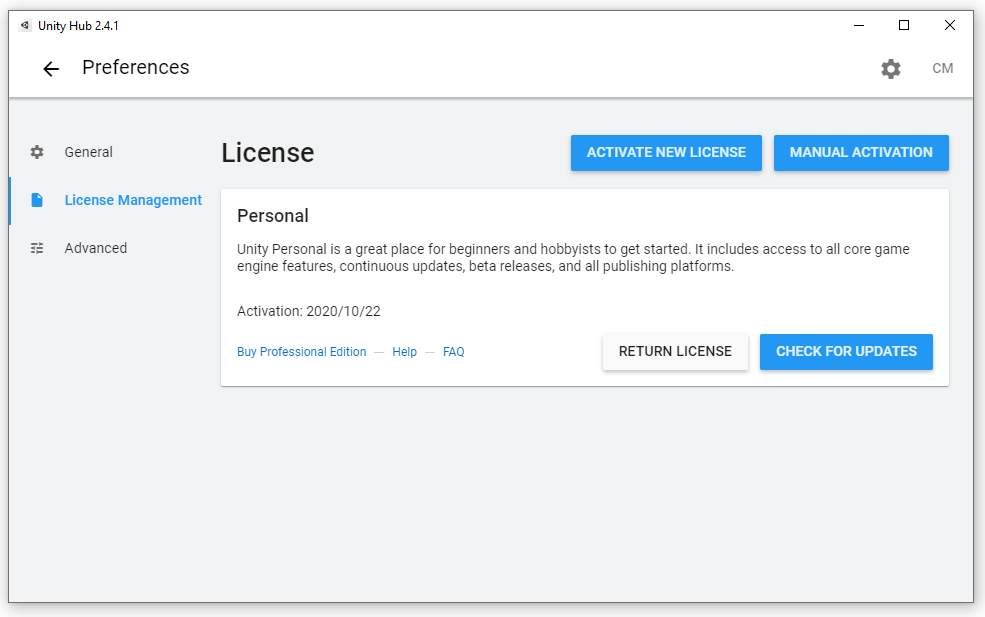 Unity Hub 2.4.1
Preferences
CM
General
License Management
Advanced
License
ACTIVATE NEW LICENSE
MANUAL ACTIVATION
Personal
Unity Personal is a great place for beginners and hobbyists to get started. It includes access to all core game
engine features, continuous updates, beta releases, and all publishing platforms.
Activation: 2020/10/22
Buy Professional Edition — Help — FAQ
RETURN LICENSE
CHECK FOR UPDATES